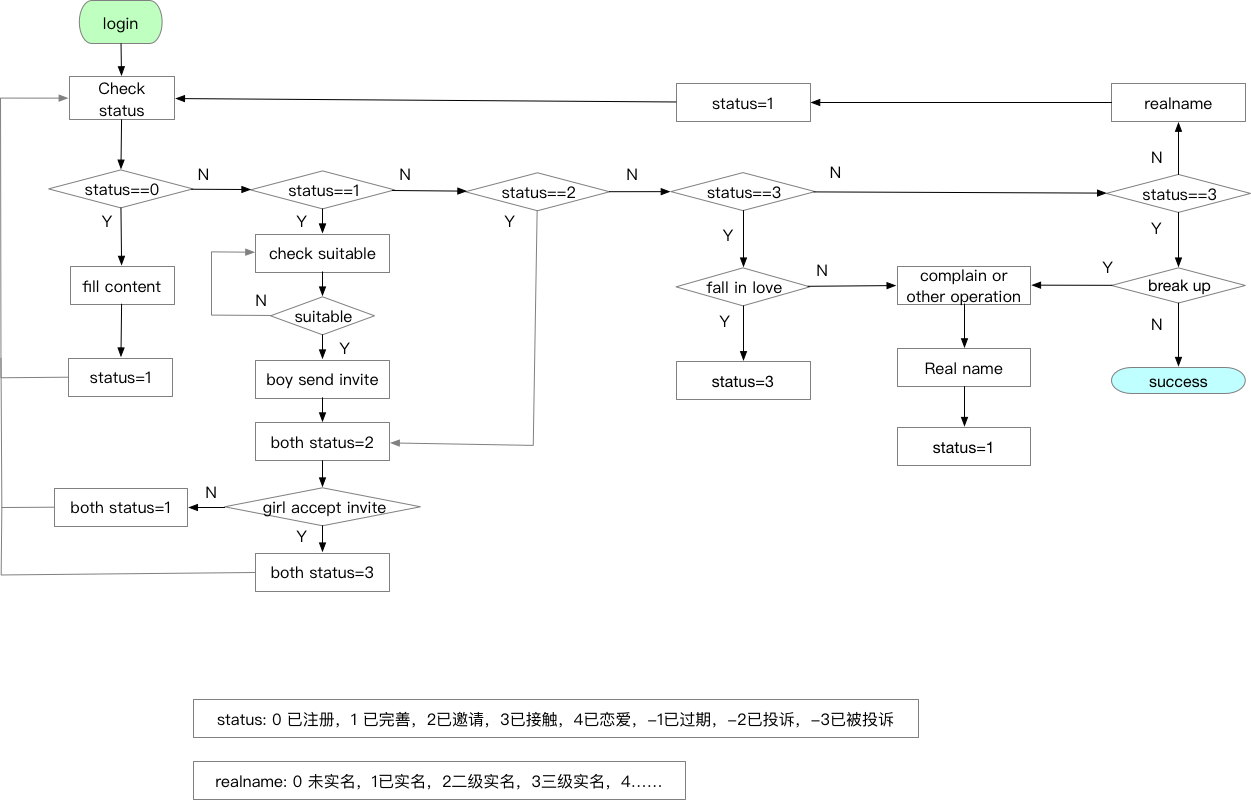 login
Check
status
status=1
realname
N
N
N
N
N
status==0
status==1
status==2
status==3
status==3
Y
Y
Y
Y
Y
check suitable
fill content
N
suitable
fall in love
N
complain or
other operation
Y
break up
Y
Y
N
status=1
boy send invite
status=3
Real name
success
both status=2
status=1
N
both status=1
girl accept invite
Y
both status=3
status: 0 已注册，1 已完善，2已邀请，3已接触，4已恋爱，-1已过期，-2已投诉，-3已被投诉
realname: 0 未实名，1已实名，2二级实名，3三级实名，4……